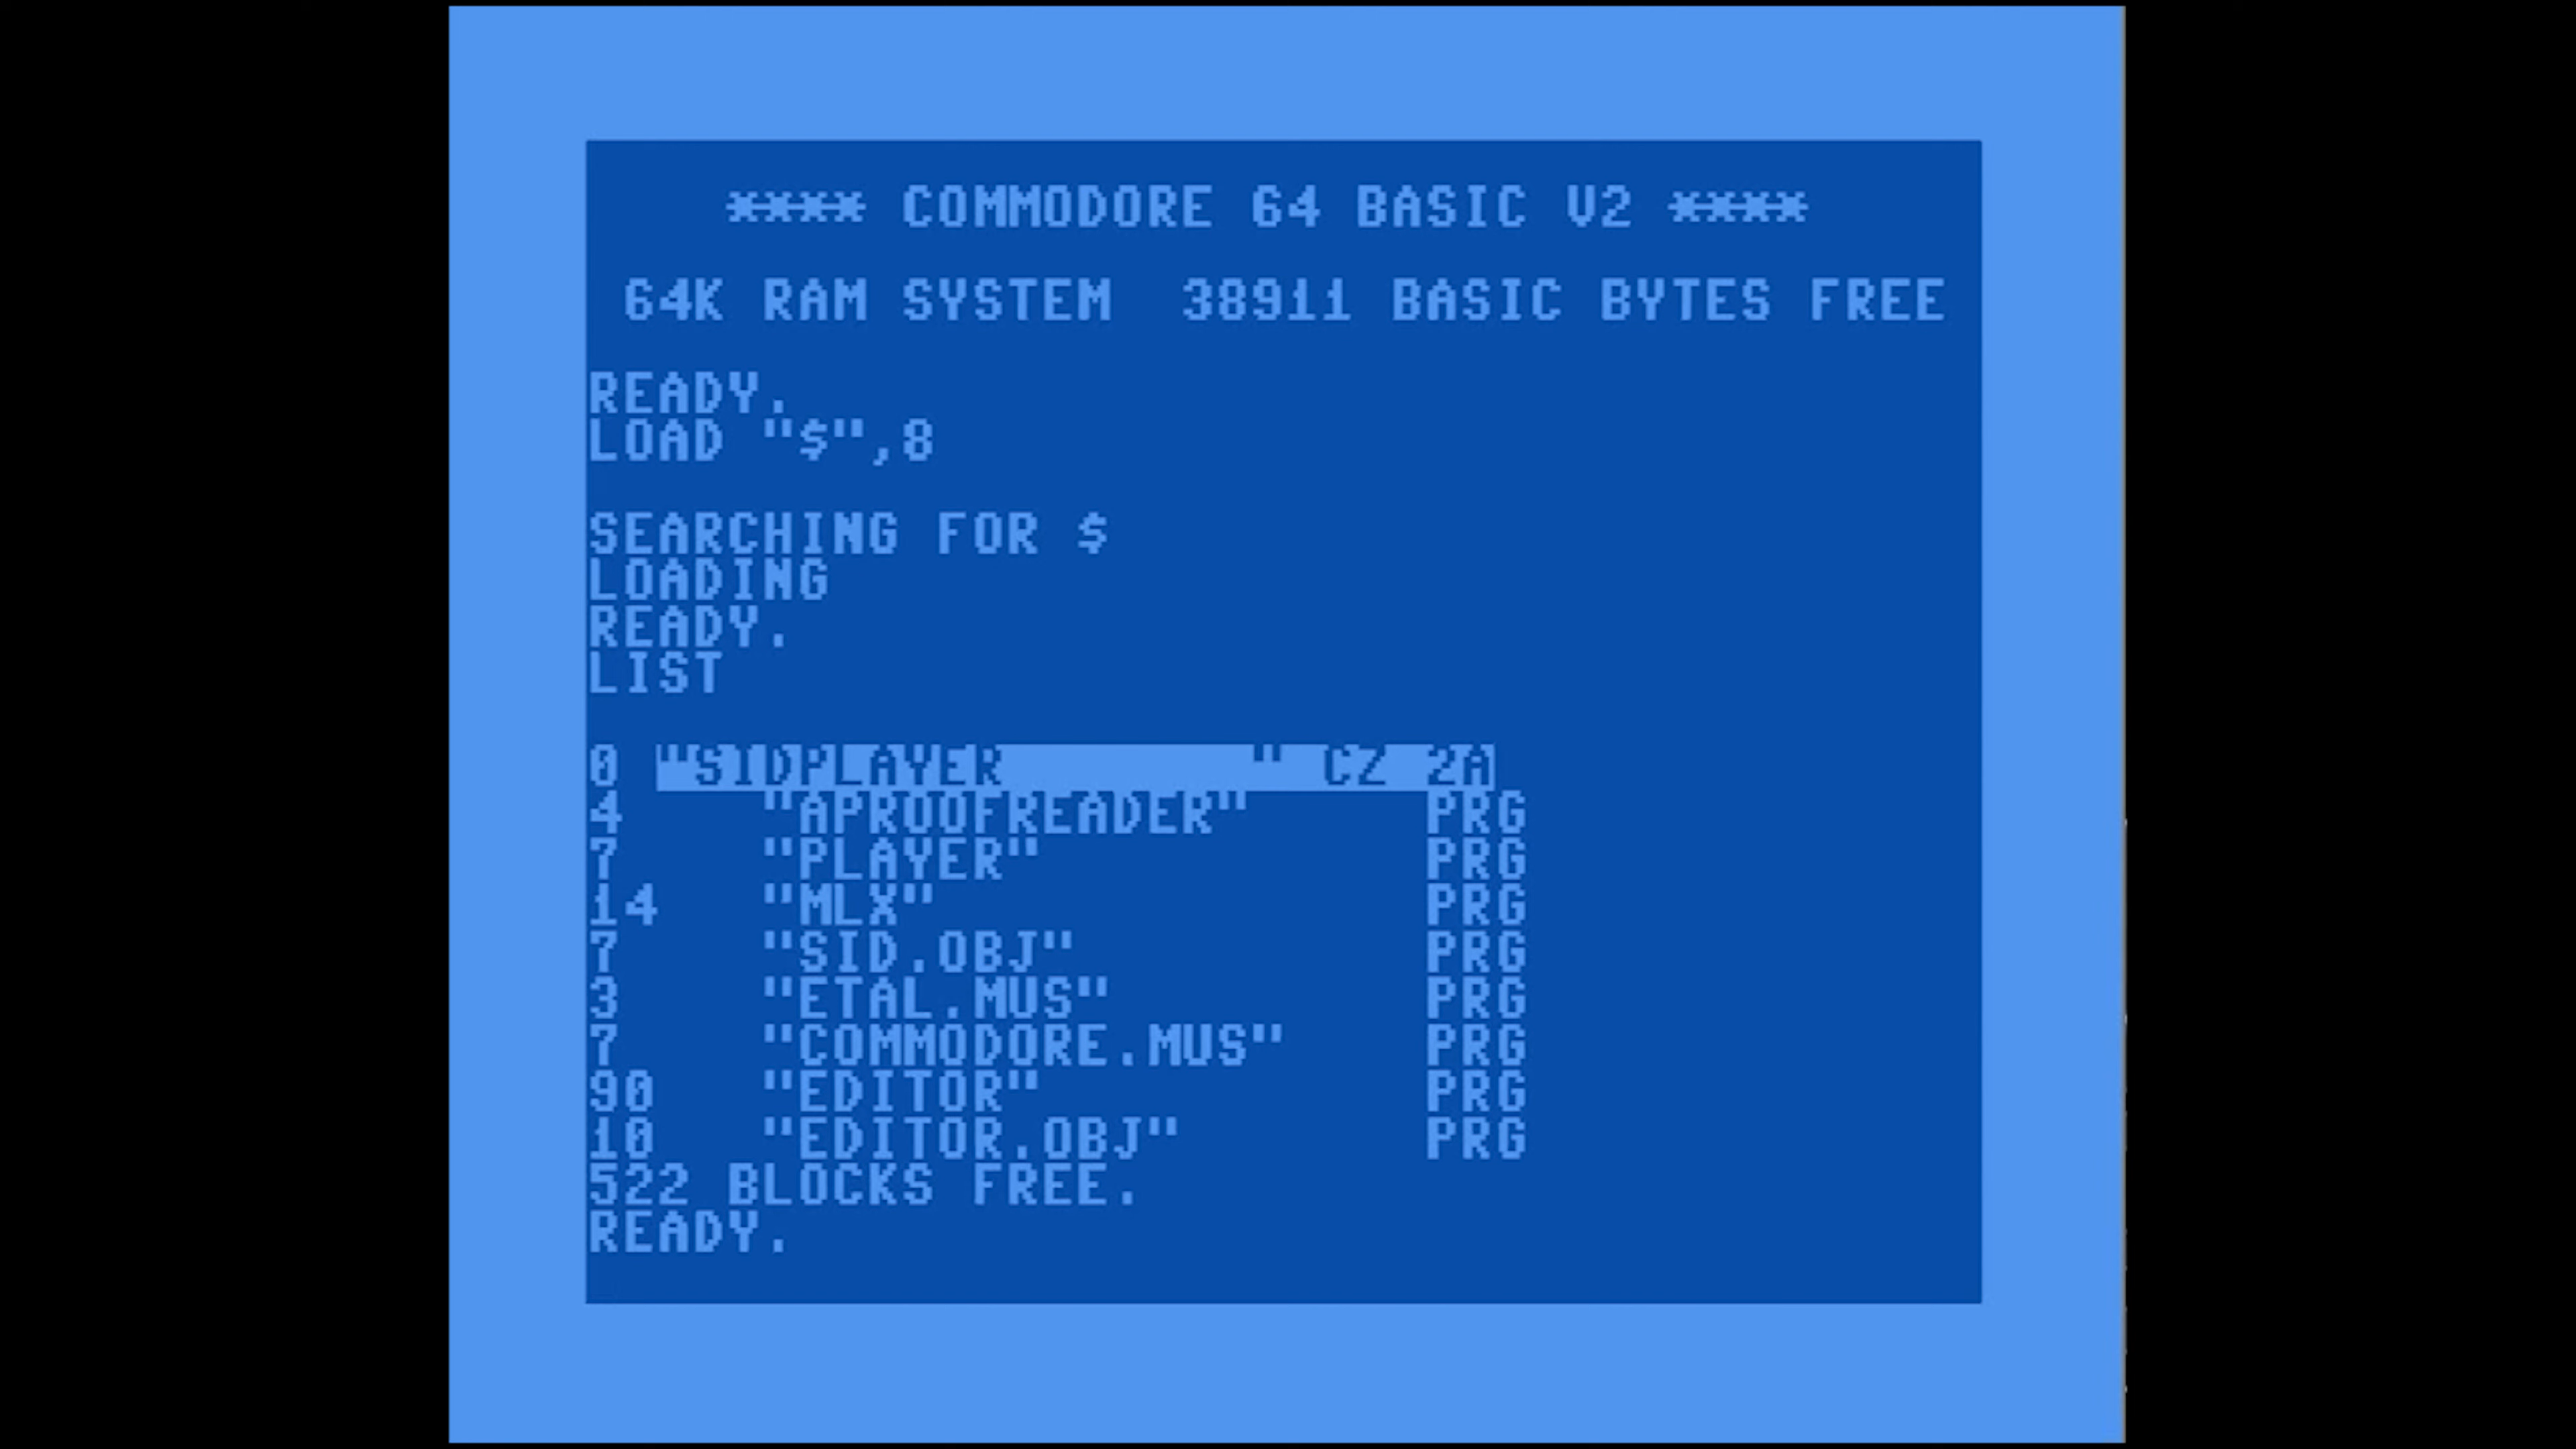 **** COMMODORE 64 BASIC V2 ****
64K RAM SYSTEM  38911 BASIC BYTES FREE
READY.
LOAD "$",8
SEARCHING FOR $
LOADING
READY.
LIST
0 "SIDPLAYER       " CZ 2A
4    "APROOFREADER"     PRG
7    "PLAYER"           PRG
14   "MLX"              PRG
7    "SID.OBJ"          PRG
3    "ETAL.MUS"         PRG
7    "COMMODORE.MUS"    PRG
90   "EDITOR"           PRG
10   "EDITOR.OBJ"       PRG
522 BLOCKS FREE.
READY.